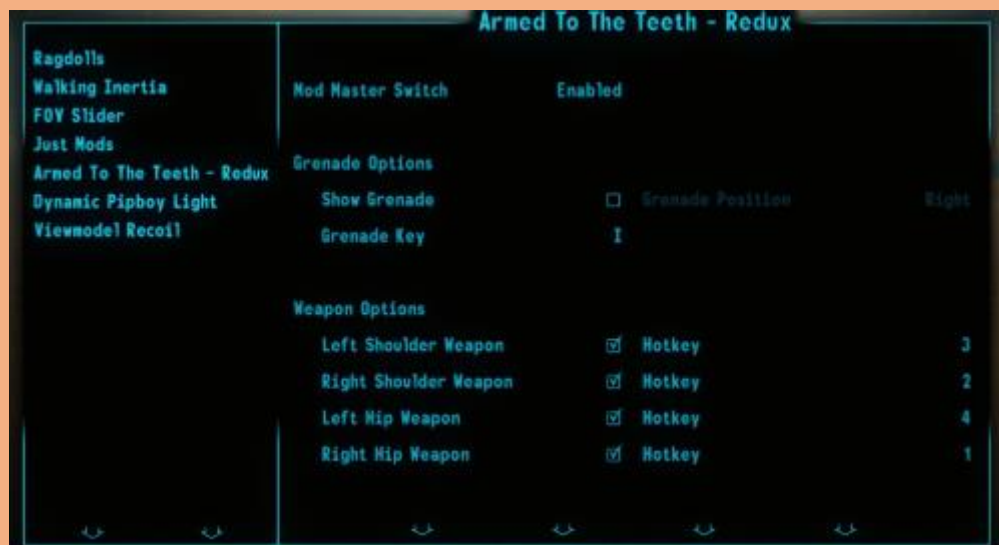 Armed To The Teeth - Redux
Ragdolls
Walking Inertia
FOV Slider
Just Mods
Armed To The Teeth - Redux
Dynamic Pipboy Light
Viewmodel Recoil
Mod Master Switch Enabled
Grenade Options
Show Grenade Grenade Position Right
Grenade Key I
Weapon Options
Left Shoulder Weapon Hotkey 3
Right Shoulder Weapon Hotkey 2
Left Hip Weapon Hotkey 4
Right Hip Weapon Hotkey 1